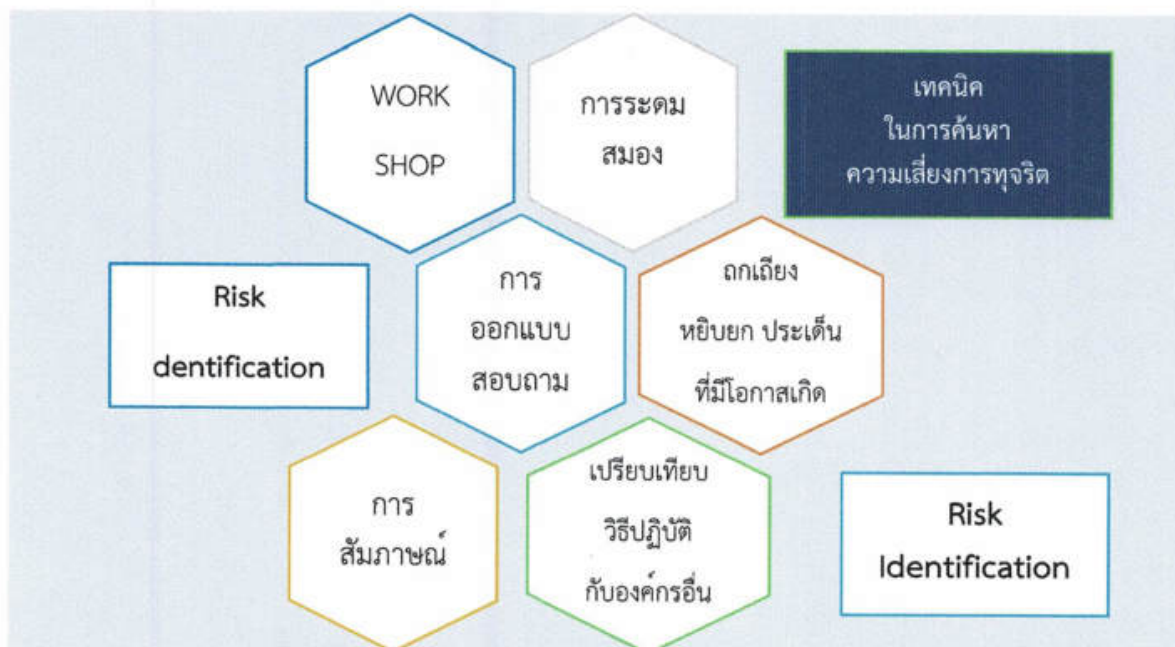 WORK
SHOP
การระดม
สมอง
เทคนิค
ในการค้นหา
ความเสี่ยงการทุจริต
Risk
dentification
การ
ออกแบบ
สอบถาม
ถกเถียง
หยิบยก ประเด็น
ที่มีโอกาสเกิด
การ
สัมภาษณ์
เปรียบเทียบ
วิธีปฏิบัติ
กับองค์กรอื่น
Risk
Identification